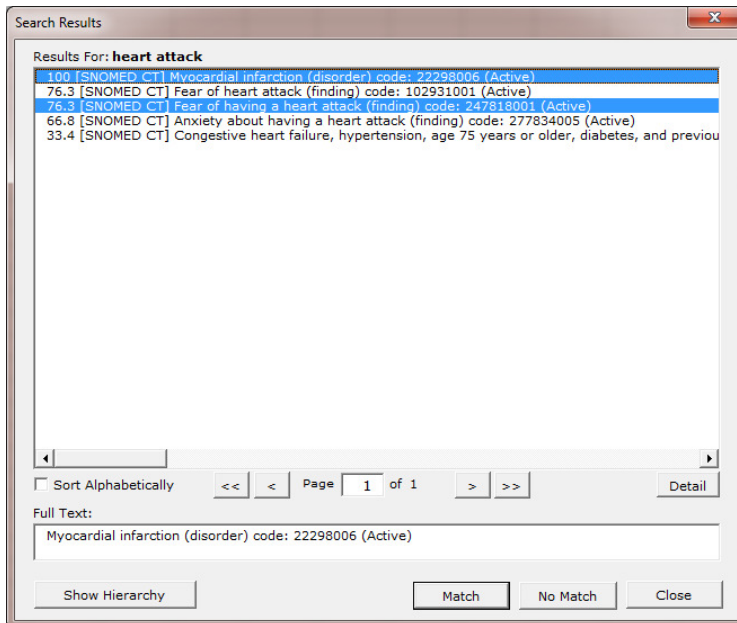 Search Results
Results For: heart attack
100 [SNOMED CT] Myocardial infarction (disorder) code: 22298006 (Active)
76.3 [SNOMED CT] Fear of heart attack (finding) code: 102931001 (Active)
76.3 [SNOMED CT] Fear of having a heart attack (finding) code: 247818001 (Active)
66.8 [SNOMED CT] Anxiety about having a heart attack (finding) code: 277834005 (Active)
33.4 [SNOMED CT] Congestive heart failure, hypertension, age 75 years or older, diabetes, and previou
Sort Alphabetically << < Page 1 of 1 > >> Detail
Full Text:
Myocardial infarction (disorder) code: 22298006 (Active)
Show Hierarchy Match No Match Close